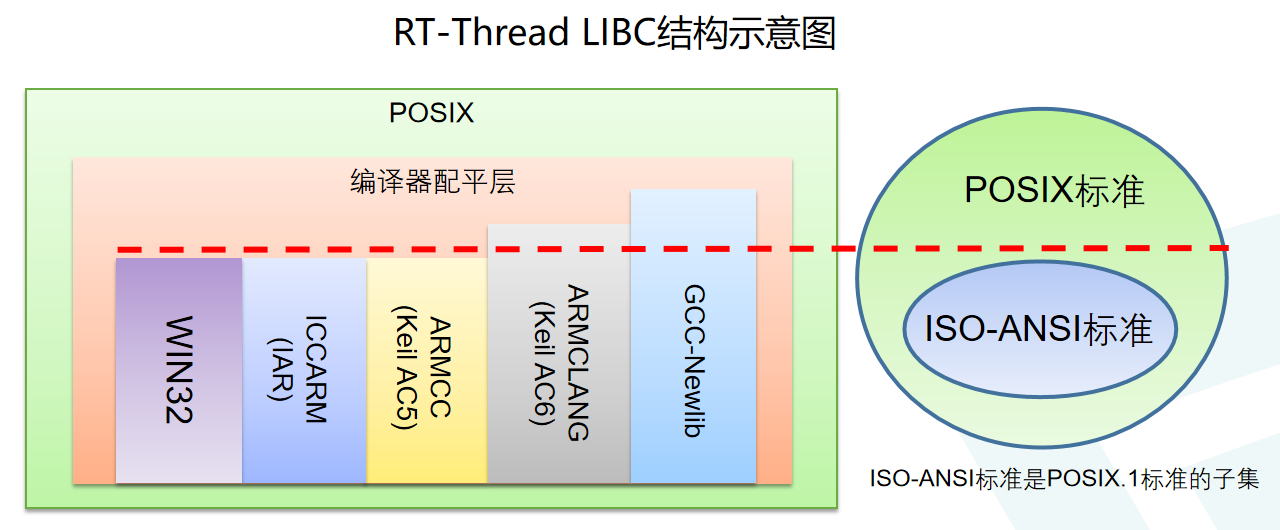 RT-Thread LIBC结构示意图
POSIX
编译器配平层
WIN32
ICCARM
(IAR)
ARMCC
(Keil AC5)
ARMCLANG
(Keil AC6)
GCC-Newlib
POSIX标准
ISO-ANSI标准
ISO-ANSI标准是POSIX.1标准的子集